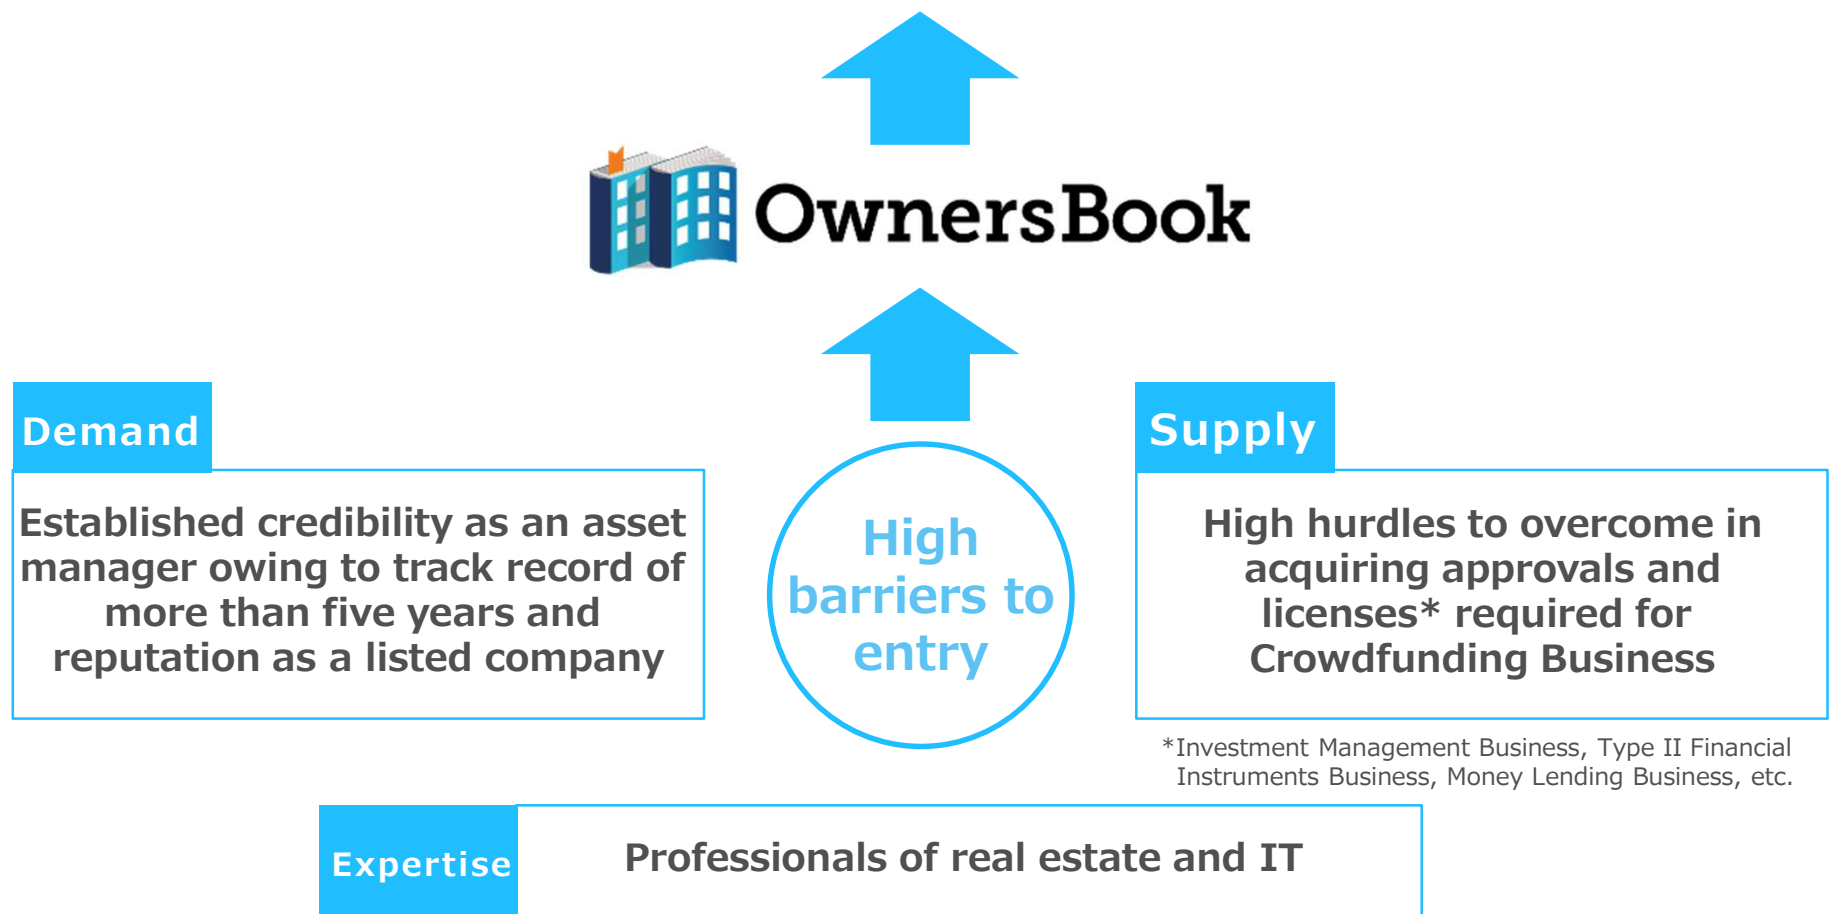 OwnersBook
Demand
Established credibility as an asset
manager owing to track record of
more than five years and
reputation as a listed company
High
barriers to
entry
Supply
High hurdles to overcome in
acquiring approvals and
licenses* required for
Crowdfunding Business
*Investment Management Business, Type II Financial
Instruments Business, Money Lending Business, etc.
Expertise
Professionals of real estate and IT